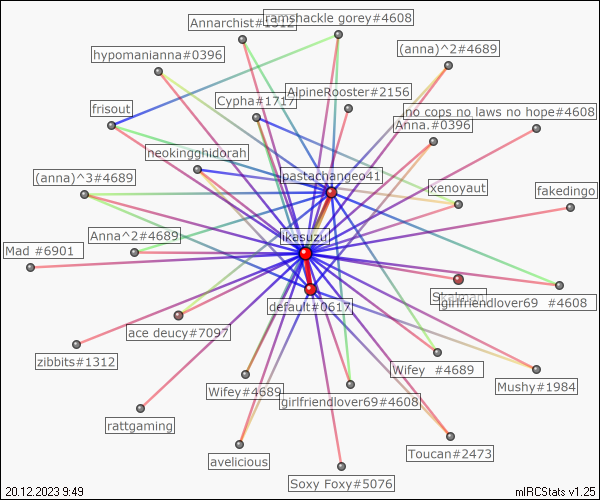 Annarchist#1312
ramshackle gorey#4608
hypomanianna#0396
(anna)^2#4689
AlpineRooster#2156
Cypha#1717
frisout
no cops no laws no hope#4608
Anna.#0396
neokingghidorah
pastachangeo41
(anna)^3#4689
xenoyaut
fakedingo
Anna^2#4689
ikasuzu
Mad #6901
girlfriendlover69 #4608
default#0617
ace deucy#7097
zibbits#1312
Wifey #4689
Wifey#4689
girlfriendlover69#4608
Mushy#1984
rattgaming
Toucan#2473
avelicious
Soxy Foxy#5076
20.12.2023 9:49
mIRCStats v1.25